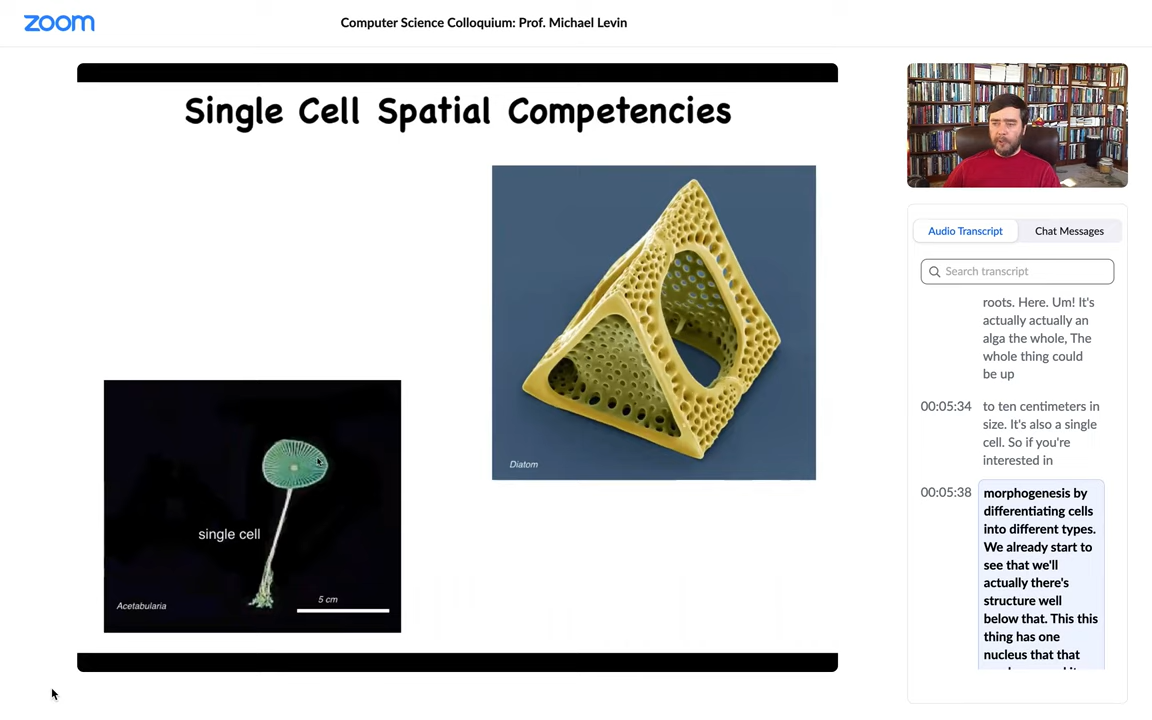 zoom
Computer Science Colloquium: Prof. Michael Levin
Single Cell Spatial Competencies
Diatom
single cell
5 cm
Acetabularia
Audio Transcript
Chat Messages
Search transcript
roots. Here. Um! It's
actually actually an
alga the whole, The
whole thing could
be up
00:05:34
to ten centimeters in
size. It's also a single
cell. So if you're
interested in
00:05:38
morphogenesis by
differentiating cells
into different types.
We already start to
see that we'll
actually there's
structure well
below that. This this
thing has one
nucleus that that